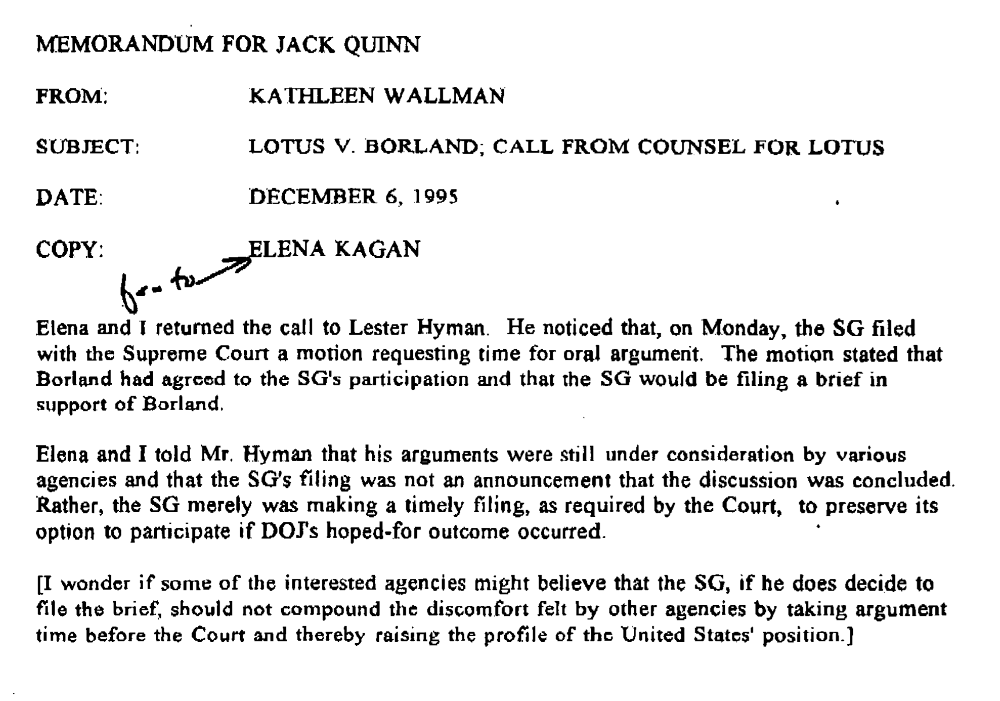 MEMORANDUM FOR JACK QUINN
FROM: KATHLEEN WALLMAN
SUBJECT: LOTUS V. BORLAND; CALL FROM COUNSEL FOR LOTUS
DATE: DECEMBER 6, 1995
COPY: ELENA KAGAN
to
Elena and I returned the call to Lester Hyman. He noticed that, on Monday, the SG filed
with the Supreme Court a motion requesting time for oral argument. The motion stated that
Borland had agreed to the SG's participation and that the SG would be filing a brief in
support of Borland.
Elena and I told Mr. Hyman that his arguments were still under consideration by various
agencies and that the SG's filing was not an announcement that the discussion was concluded.
Rather, the SG merely was making a timely filing, as required by the Court, to preserve its
option to participate if DOJ's hoped-for outcome occurred.
[I wonder if some of the interested agencies might believe that the SG, if he does decide to
file the brief, should not compound the discomfort felt by other agencies by taking argument
time before the Court and thereby raising the profile of the United States' position.]